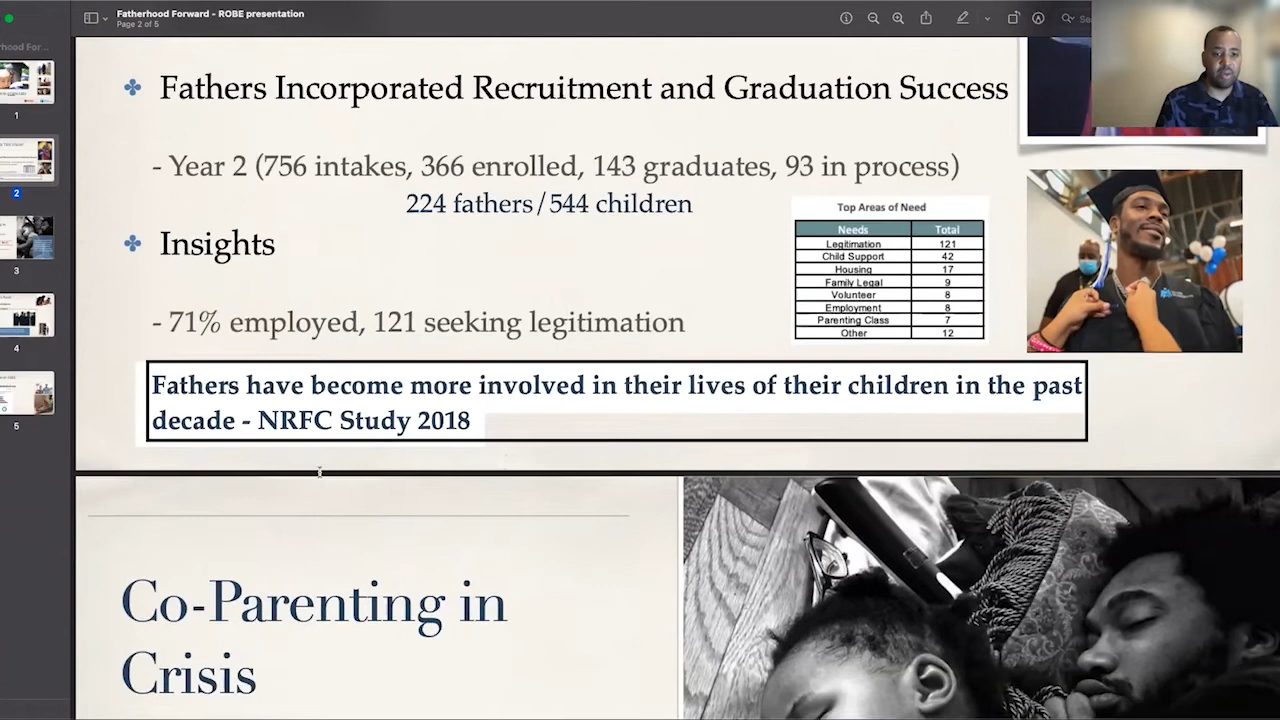 Fatherhood Forward - ROBE presentation
Page 2 of 5
hood For...
1
2
3
4
5
Fathers Incorporated Recruitment and Graduation Success
- Year 2 (756 intakes, 366 enrolled, 143 graduates, 93 in process)
224 fathers/544 children
Insights
- 71% employed, 121 seeking legitimation
Top Areas of Need
Needs Total
Legitimation 121
Child Support 42
Housing 17
Family Legal 9
Volunteer 8
Employment 8
Parenting Class 7
Other 12
Fathers have become more involved in their lives of their children in the past
decade - NRFC Study 2018
Co-Parenting in
Crisis